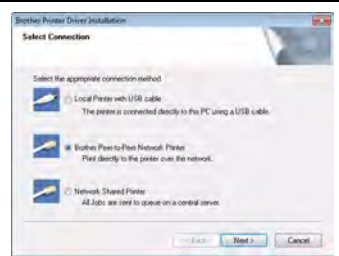 Brother Printer Driver Installation
Select Connection
Select the appropriate connection method.
Local Printer with USB cable
The printer is connected directly to this PC using a USB cable.
Brother Peer-to-Peer Network Printer
Print directly to the printer over the network.
Network Shared Printer
All Jobs are sent to queue on a central server.
< Back
Next >
Cancel